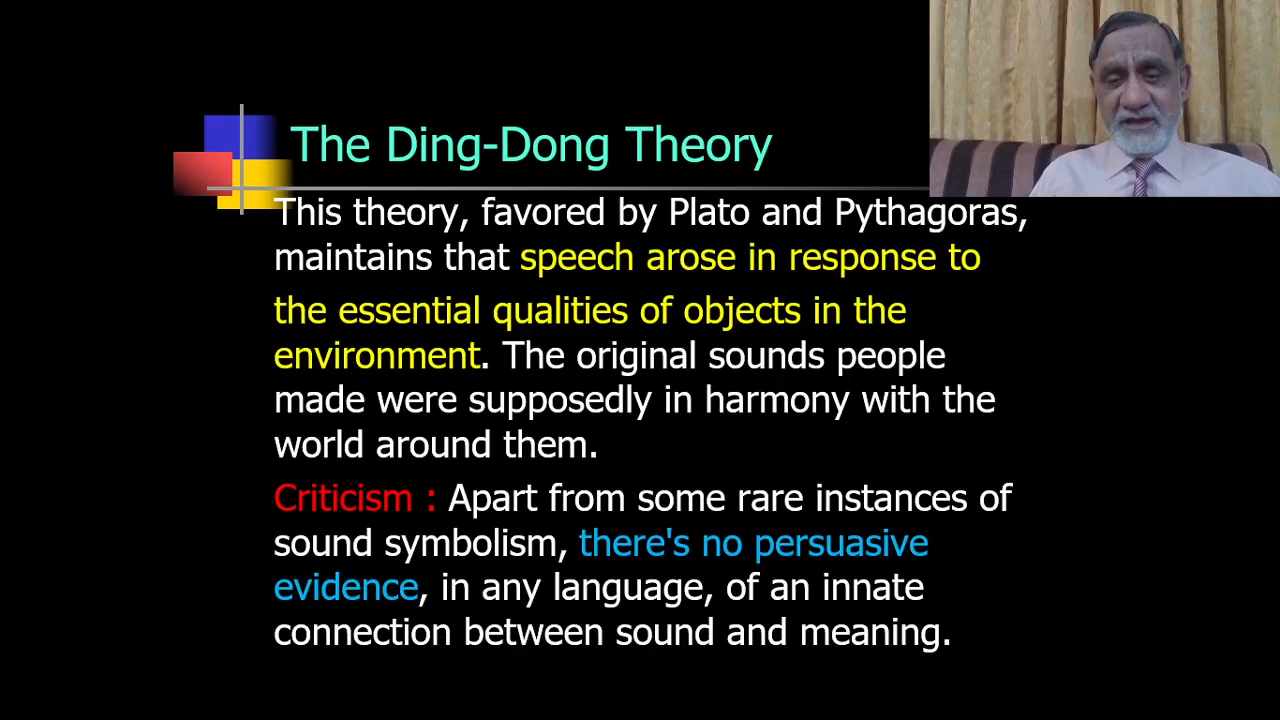 The Ding-Dong Theory
This theory, favored by Plato and Pythagoras,
maintains that speech arose in response to
the essential qualities of objects in the
environment. The original sounds people
made were supposedly in harmony with the
world around them.
Criticism : Apart from some rare instances of
sound symbolism, there's no persuasive
evidence, in any language, of an innate
connection between sound and meaning.